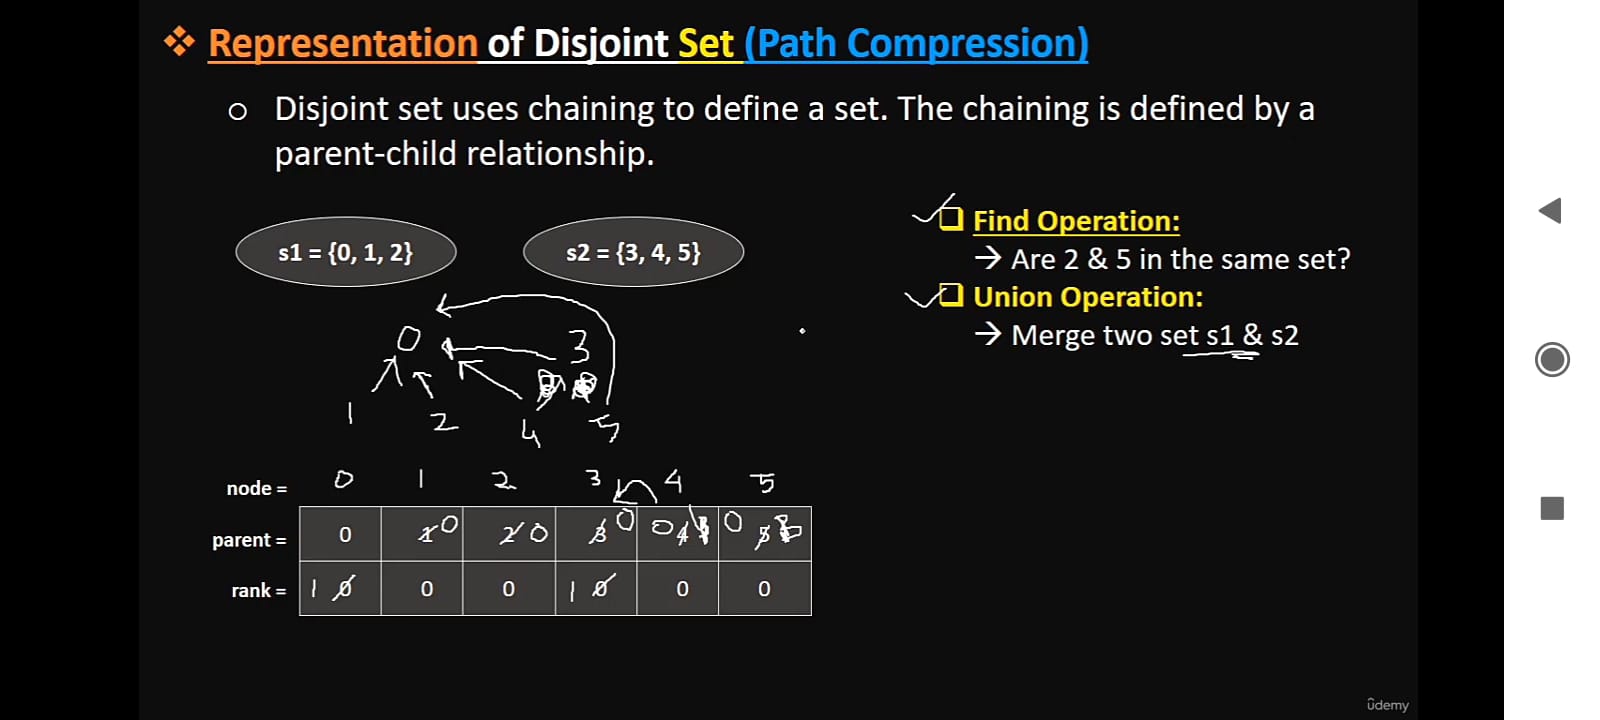 ❖ Representation of Disjoint Set (Path Compression)
o Disjoint set uses chaining to define a set. The chaining is defined by a
parent-child relationship.
s1 = {0, 1, 2}
s2 = {3, 4, 5}
❑ Find Operation:
→ Are 2 & 5 in the same set?
❑ Union Operation:
→ Merge two set s1 & s2
0 3
1 2 4 5
node = 0 1 2 3 4 5
parent = 0 1 0 2 0 3 0 0 4 0 5
rank = 1 0 0 0 1 0 0 0
ûdemy